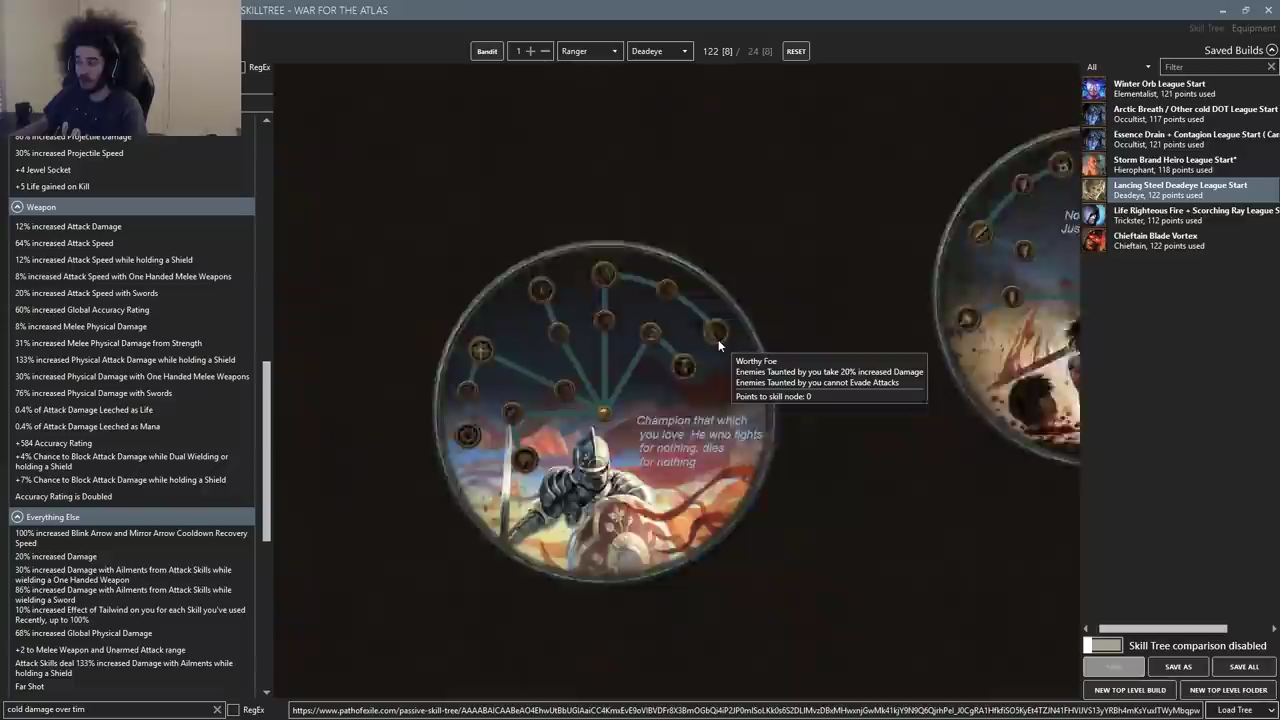 SKILLTREE - WAR FOR THE ATLAS
Skill Tree Equipment
Bandit 1 Ranger Deadeye 122 [8] / 24 [8] RESET
Saved Builds
RegEx
All Filter
Winter Orb League Start
Elementalist, 121 points used
Arctic Breath / Other cold DOT League Start
Occultist, 117 points used
Essence Drain + Contagion League Start ( Can
Occultist, 121 points used
Storm Brand Heiro League Start*
Hierophant, 118 points used
Lancing Steel Deadeye League Start
Deadeye, 122 points used
Life Righteous Fire + Scorching Ray League S
Trickster, 112 points used
Chieftain Blade Vortex
Chieftain, 122 points used
80% increased Projectile Damage
30% increased Projectile Speed
+4 Jewel Socket
+5 Life gained on Kill
Weapon
12% increased Attack Damage
64% increased Attack Speed
12% increased Attack Speed while holding a Shield
8% increased Attack Speed with One Handed Melee Weapons
20% increased Attack Speed with Swords
60% increased Global Accuracy Rating
8% increased Melee Physical Damage
31% increased Melee Physical Damage from Strength
133% increased Physical Attack Damage while holding a Shield
30% increased Physical Damage with One Handed Melee Weapons
76% increased Physical Damage with Swords
0.4% of Attack Damage Leeched as Life
0.4% of Attack Damage Leeched as Mana
+584 Accuracy Rating
+4% Chance to Block Attack Damage while Dual Wielding or
holding a Shield
+7% Chance to Block Attack Damage while holding a Shield
Accuracy Rating is Doubled
Everything Else
100% increased Blink Arrow and Mirror Arrow Cooldown Recovery
Speed
20% increased Damage
30% increased Damage with Ailments from Attack Skills while
wielding a One Handed Weapon
86% increased Damage with Ailments from Attack Skills while
wielding a Sword
10% increased Effect of Tailwind on you for each Skill you've used
Recently, up to 100%
68% increased Global Physical Damage
+2 to Melee Weapon and Unarmed Attack range
Attack Skills deal 133% increased Damage with Ailments while
holding a Shield
Far Shot
Worthy Foe
Enemies Taunted by you take 20% increased Damage
Enemies Taunted by you cannot Evade Attacks
Points to skill node: 0
Champion that which
you love. He who fights
for nothing, dies
for nothing
No
Jus
Skill Tree comparison disabled
SAVE AS SAVE ALL
NEW TOP LEVEL BUILD NEW TOP LEVEL FOLDER
cold damage over tim RegEx
Load Tree